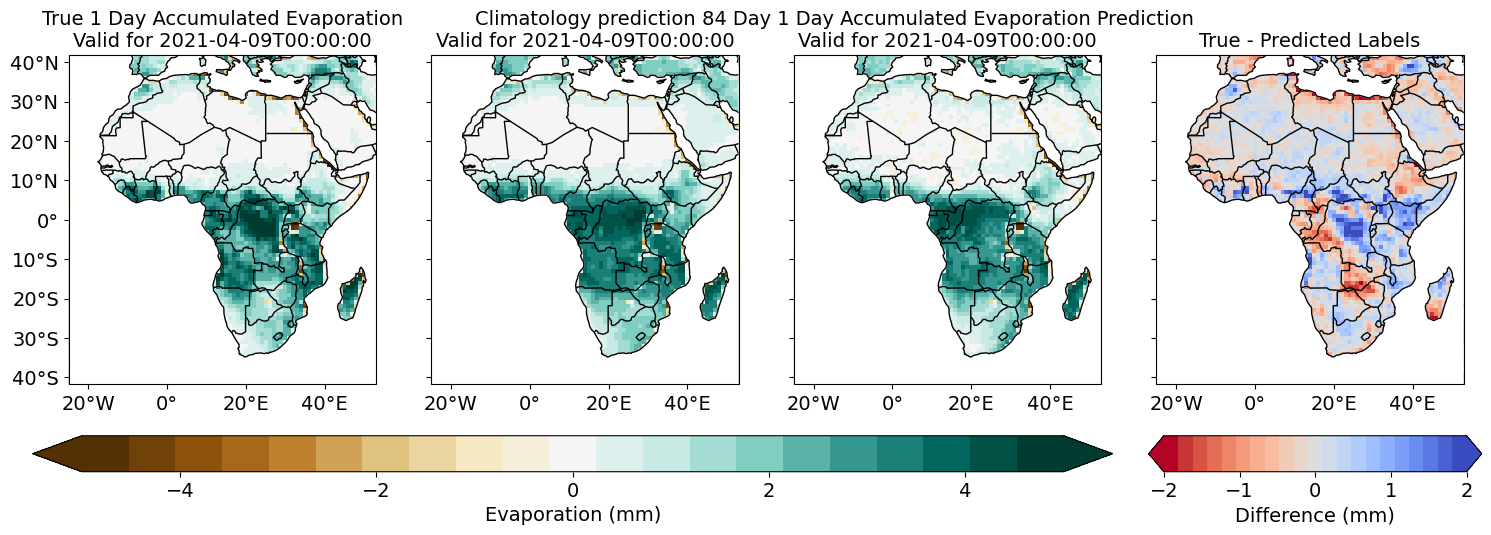 True 1 Day Accumulated Evaporation
Valid for 2021-04-09T00:00:00
Climatology prediction 84 Day 1 Day Accumulated Evaporation Prediction
Valid for 2021-04-09T00:00:00
Valid for 2021-04-09T00:00:00
True - Predicted Labels
40°N
30°N
20°N
10°N
0°
10°S
20°S
30°S
40°S
20°W 0° 20°E 40°E
20°W 0° 20°E 40°E
20°W 0° 20°E 40°E
20°W 0° 20°E 40°E
−4 −2 0 2 4
Evaporation (mm)
−2 −1 0 1 2
Difference (mm)